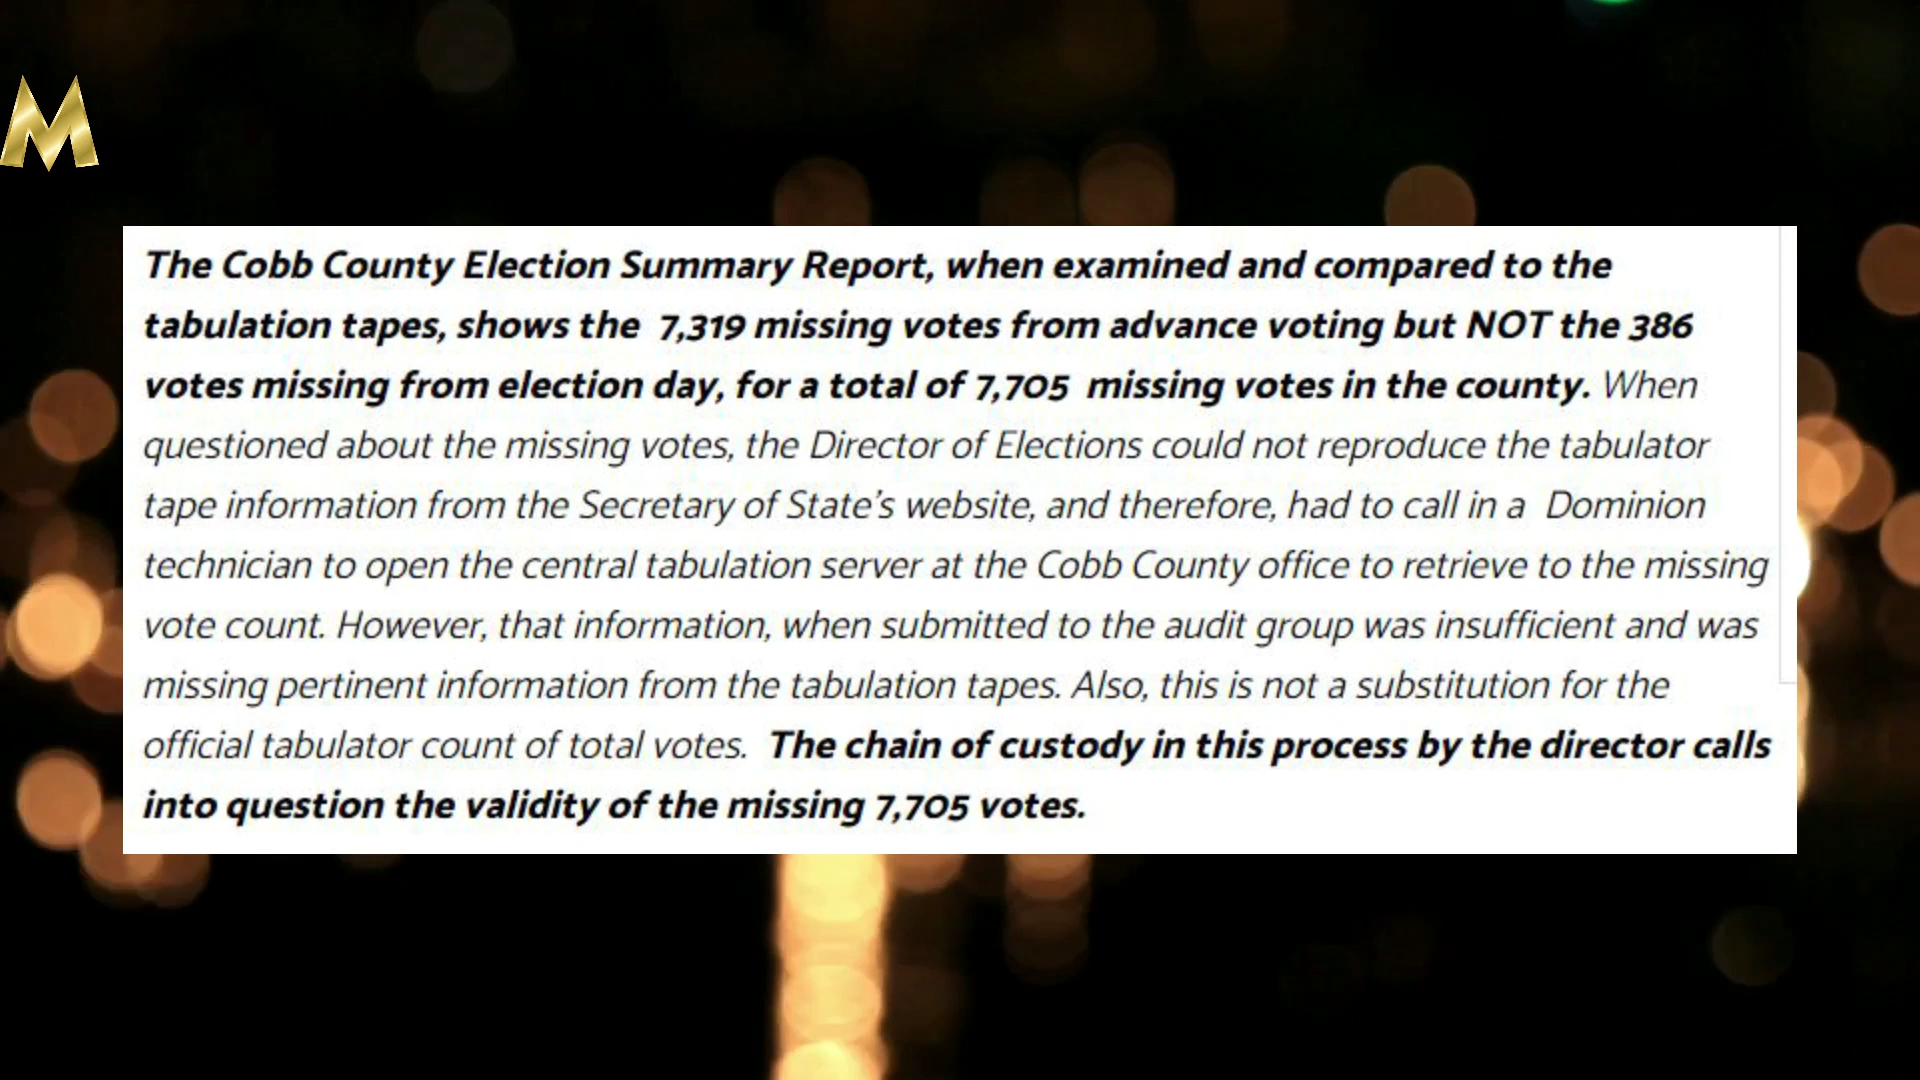 M
The Cobb County Election Summary Report, when examined and compared to the
tabulation tapes, shows the 7,319 missing votes from advance voting but NOT the 386
votes missing from election day, for a total of 7,705 missing votes in the county. When
questioned about the missing votes, the Director of Elections could not reproduce the tabulator
tape information from the Secretary of State's website, and therefore, had to call in a Dominion
technician to open the central tabulation server at the Cobb County office to retrieve to the missing
vote count. However, that information, when submitted to the audit group was insufficient and was
missing pertinent information from the tabulation tapes. Also, this is not a substitution for the
official tabulator count of total votes. The chain of custody in this process by the director calls
into question the validity of the missing 7,705 votes.